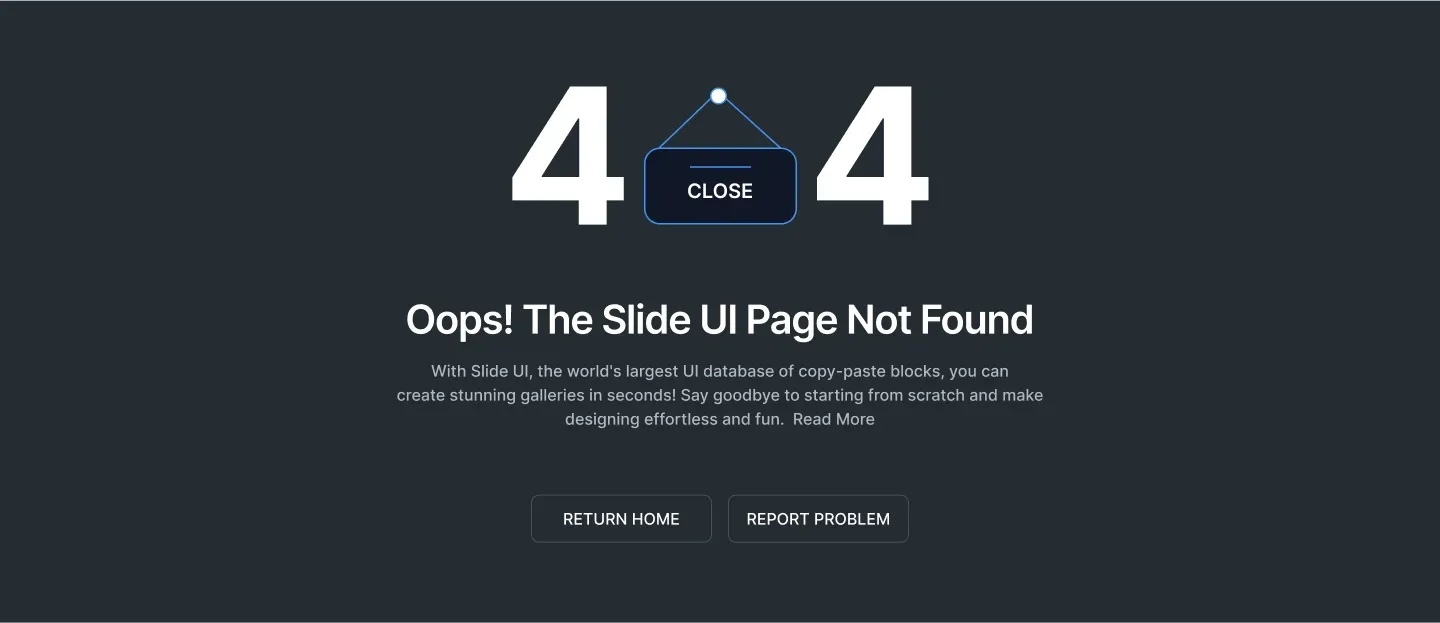 4 CLOSE 4
Oops! The Slide UI Page Not Found
With Slide UI, the world's largest UI database of copy-paste blocks, you can
create stunning galleries in seconds! Say goodbye to starting from scratch and make
designing effortless and fun. Read More
RETURN HOME REPORT PROBLEM